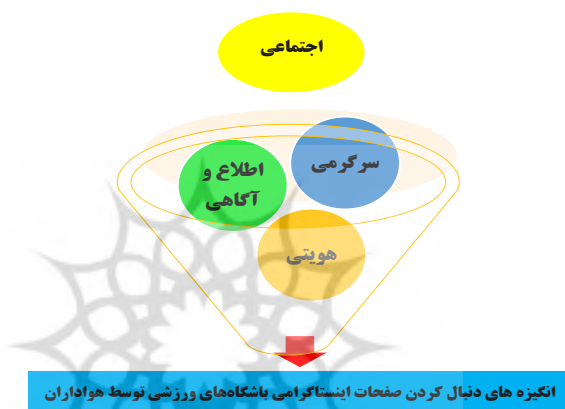 اجتماعی
سرگرمی
اطلاع و
آگاهی
هویتی
انگیزه های دنبال کردن صفحات اینستاگرامی باشگاه‌های ورزشی توسط هواداران